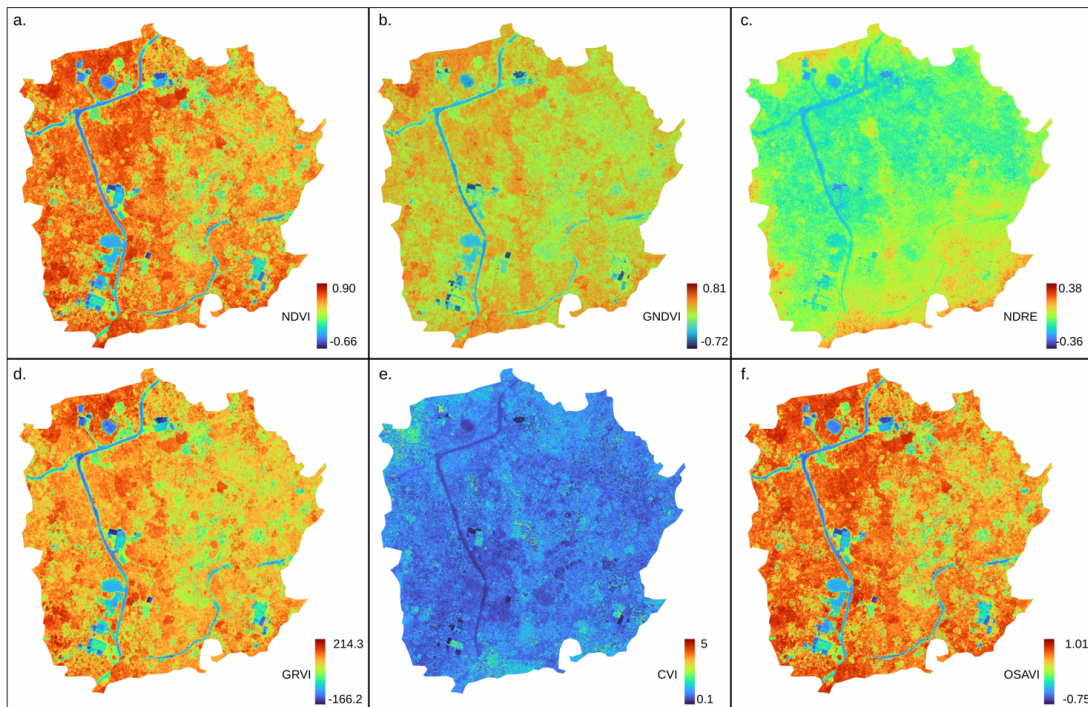 a.
0.90
NDVI
-0.66
b.
0.81
GNDVI
-0.72
c.
0.38
NDRE
-0.36
d.
214.3
GRVI
-166.2
e.
5
CVI
0.1
f.
1.01
OSAVI
-0.75